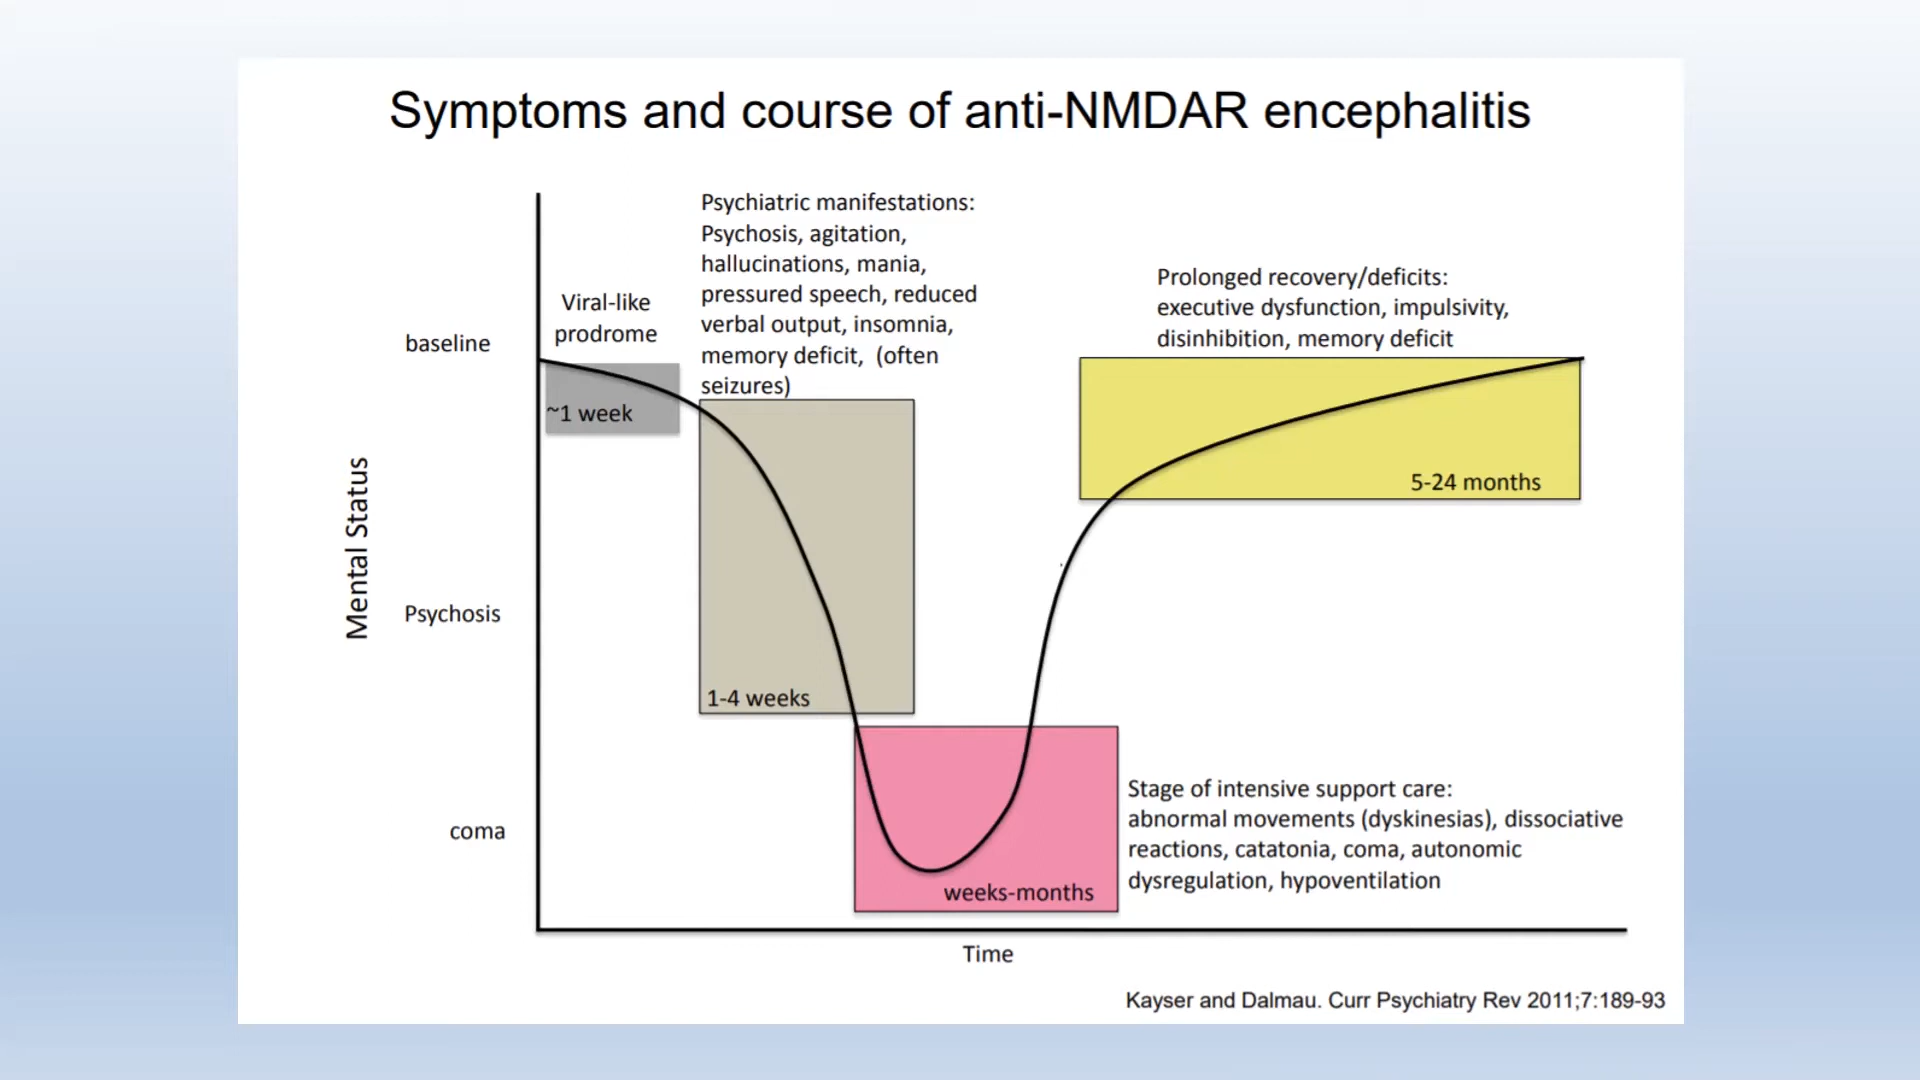 Symptoms and course of anti-NMDAR encephalitis
Psychiatric manifestations:
Psychosis, agitation,
hallucinations, mania,
pressured speech, reduced
verbal output, insomnia,
memory deficit,  (often
seizures)
Viral-like
prodrome
Prolonged recovery/deficits:
executive dysfunction, impulsivity,
disinhibition, memory deficit
baseline
~1 week
5-24 months
Mental Status
Psychosis
1-4 weeks
coma
weeks-months
Stage of intensive support care:
abnormal movements (dyskinesias), dissociative
reactions, catatonia, coma, autonomic
dysregulation, hypoventilation
Time
Kayser and Dalmau. Curr Psychiatry Rev 2011;7:189-93